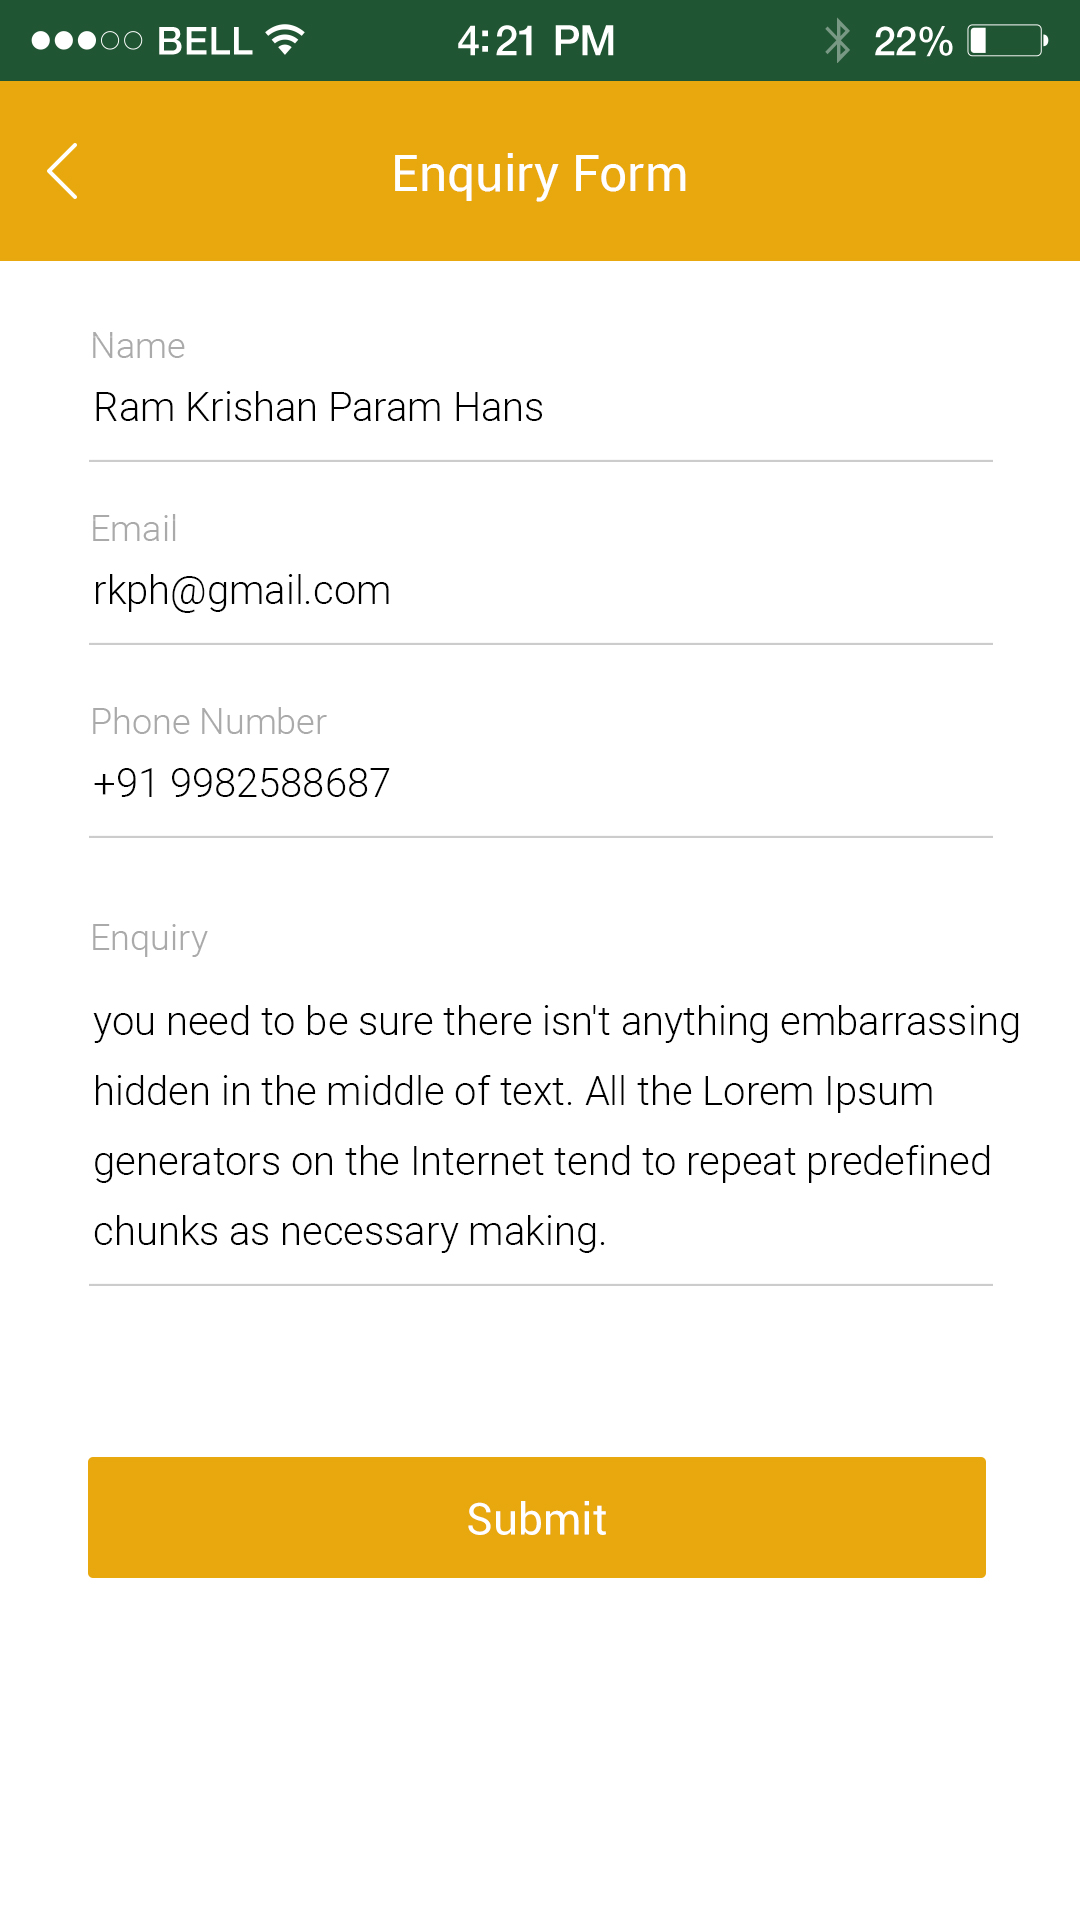 BELL 4:21 PM 22%
Enquiry Form
Name
Ram Krishan Param Hans
Email
rkph@gmail.com
Phone Number
+91 9982588687
Enquiry
you need to be sure there isn't anything embarrassing
hidden in the middle of text. All the Lorem Ipsum
generators on the Internet tend to repeat predefined
chunks as necessary making.
Submit